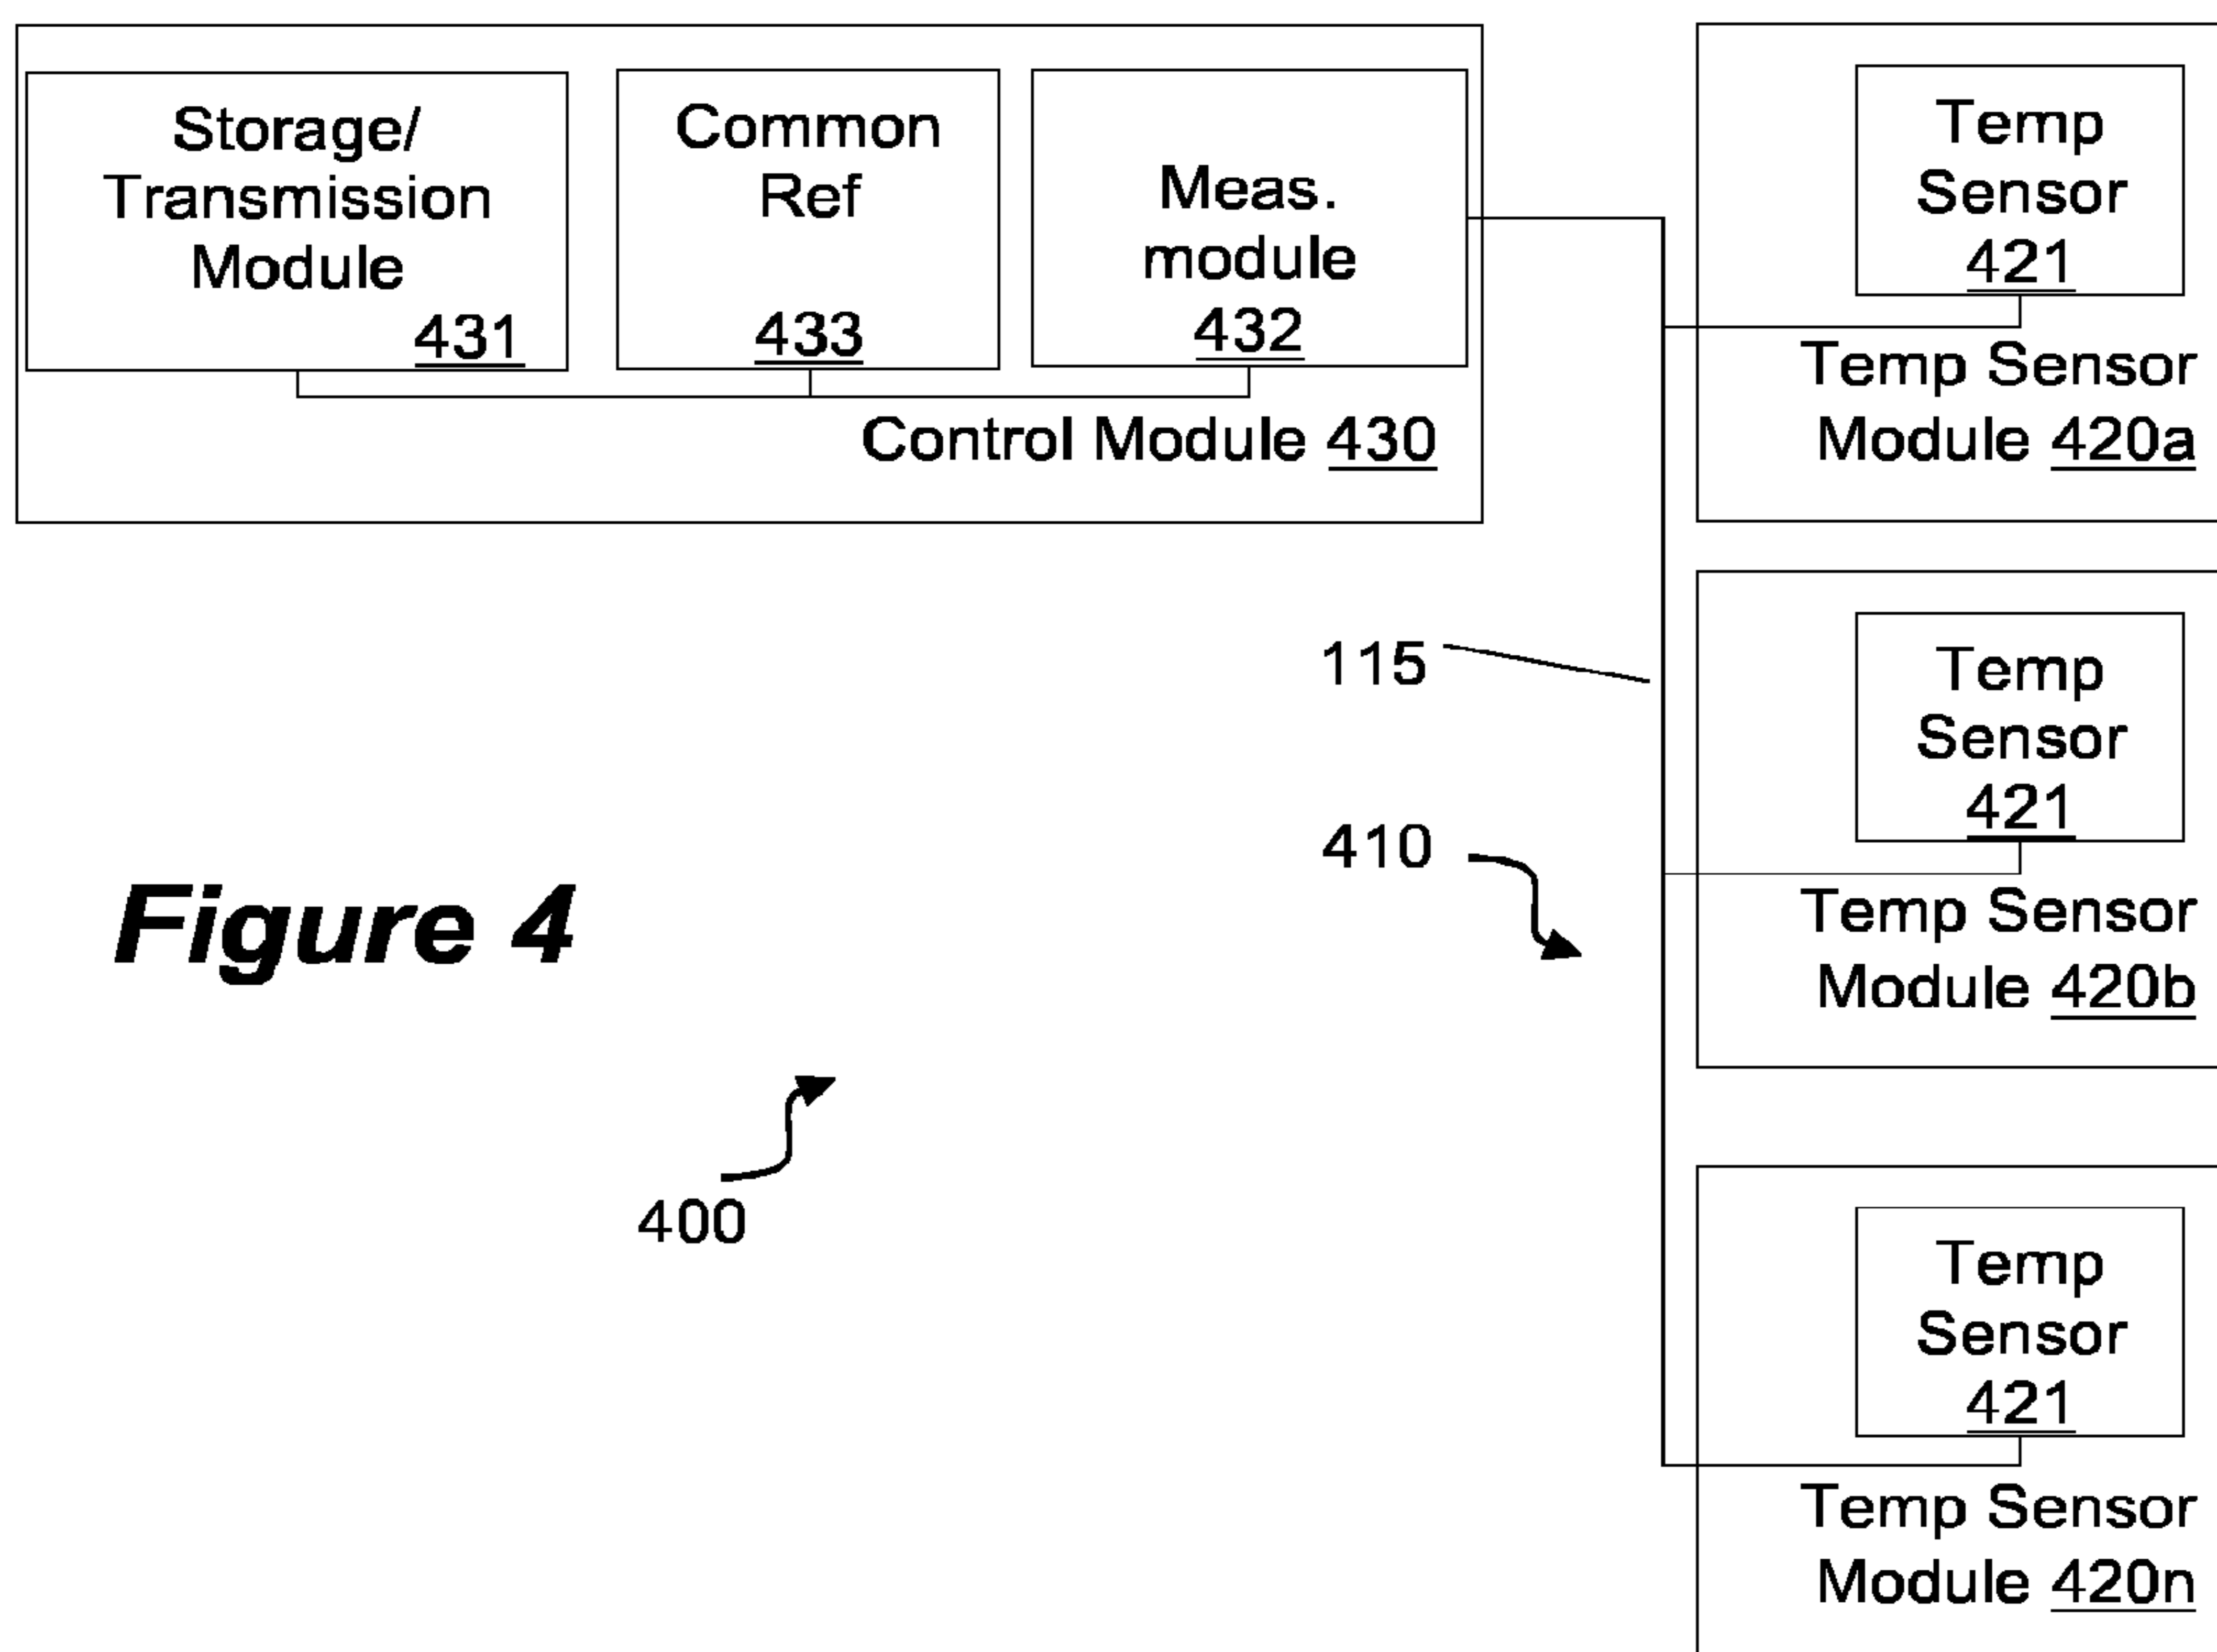 Storage/
Transmission
Module
431
Common
Ref
433
Meas.
module
432
Control Module 430
Temp
Sensor
421
Temp Sensor
Module 420a
115
Temp
Sensor
421
Temp Sensor
Module 420b
410
Figure 4
400
Temp
Sensor
421
Temp Sensor
Module 420n